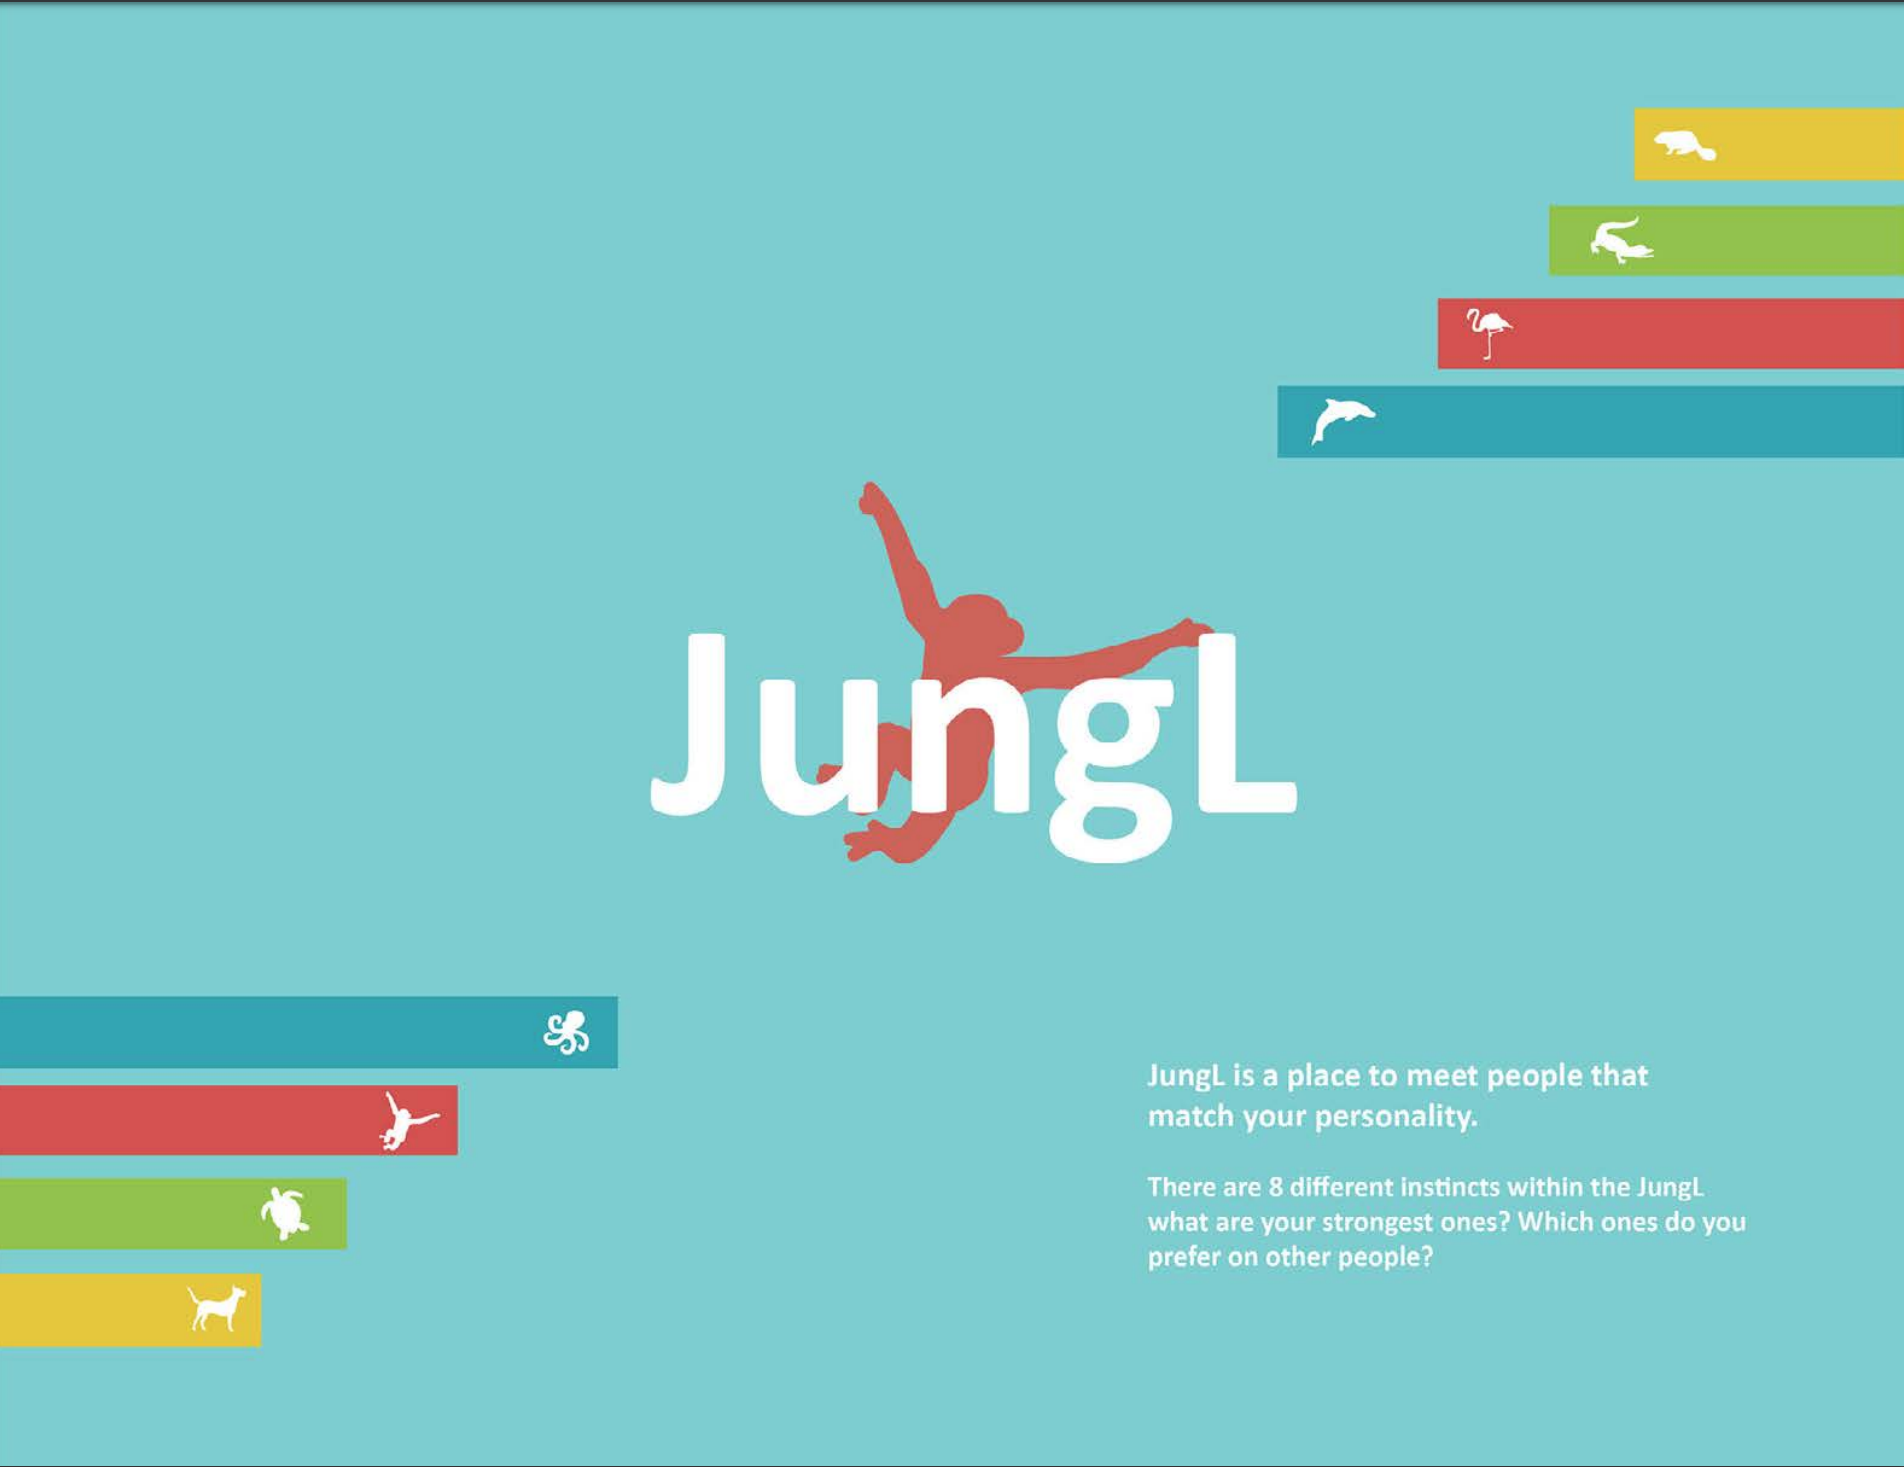 JungL
JungL is a place to meet people that
match your personality.
There are 8 different instincts within the JungL
what are your strongest ones? Which ones do you
prefer on other people?